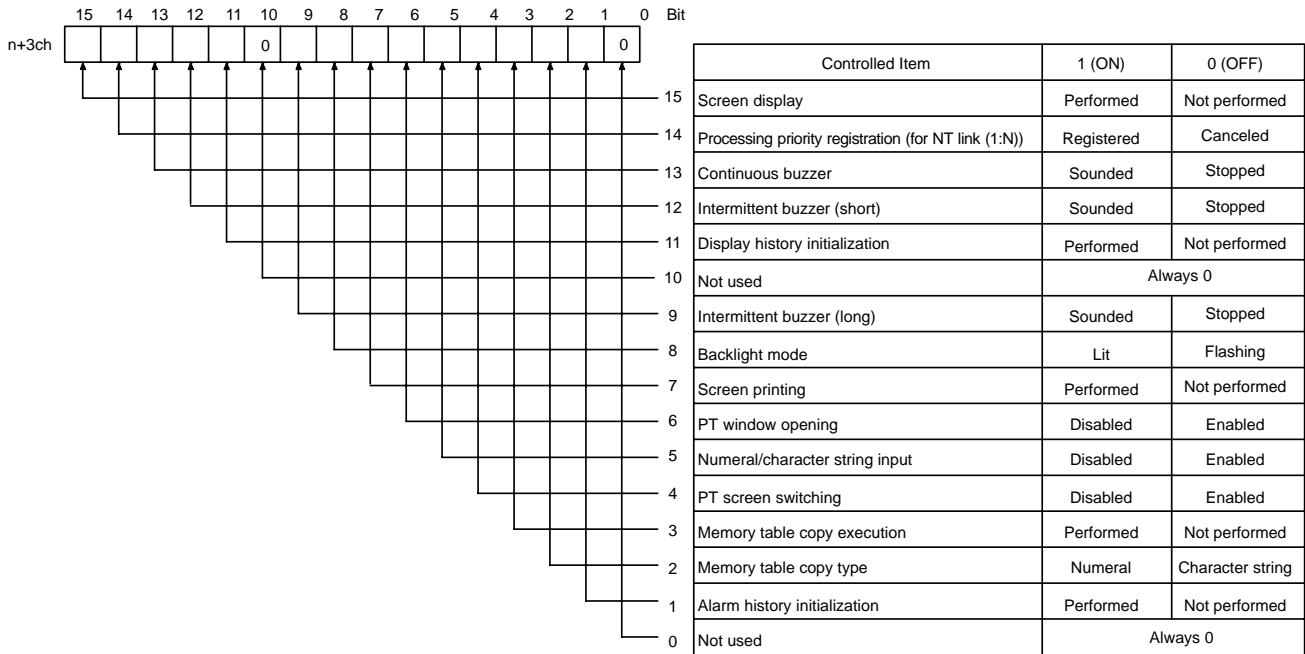 15 14 13 12 11 10 9 8 7 6 5 4 3 2 1 0 Bit
n+3ch 0 0
Controlled Item 1 (ON) 0 (OFF)
15 Screen display Performed Not performed
14 Processing priority registration (for NT link (1:N)) Registered Canceled
13 Continuous buzzer Sounded Stopped
12 Intermittent buzzer (short) Sounded Stopped
11 Display history initialization Performed Not performed
10 Not used Always 0
9 Intermittent buzzer (long) Sounded Stopped
8 Backlight mode Lit Flashing
7 Screen printing Performed Not performed
6 PT window opening Disabled Enabled
5 Numeral/character string input Disabled Enabled
4 PT screen switching Disabled Enabled
3 Memory table copy execution Performed Not performed
2 Memory table copy type Numeral Character string
1 Alarm history initialization Performed Not performed
0 Not used Always 0